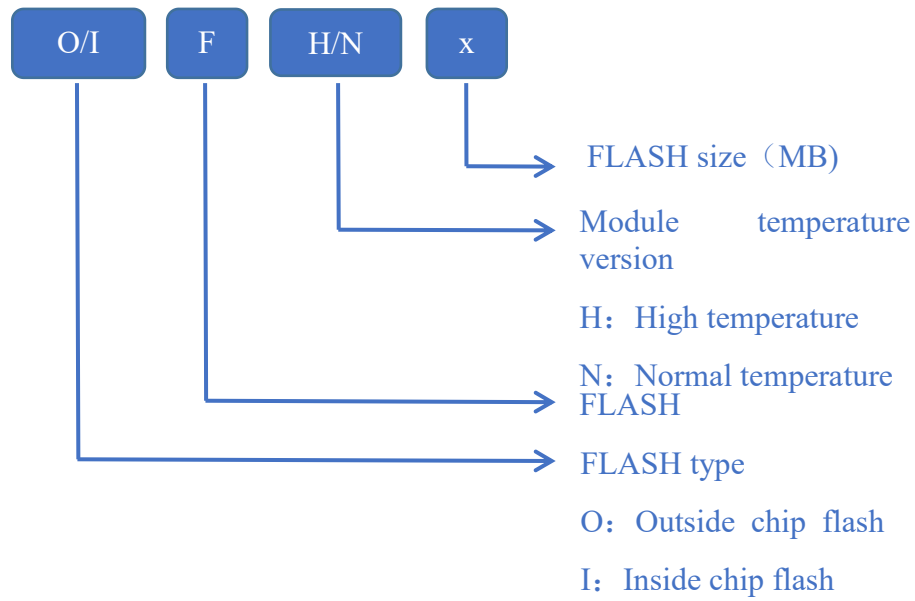 O/I F H/N x
FLASH size（MB)
Module temperature
version
H：High temperature
N：Normal temperature
FLASH
FLASH type
O：Outside chip flash
I：Inside chip flash